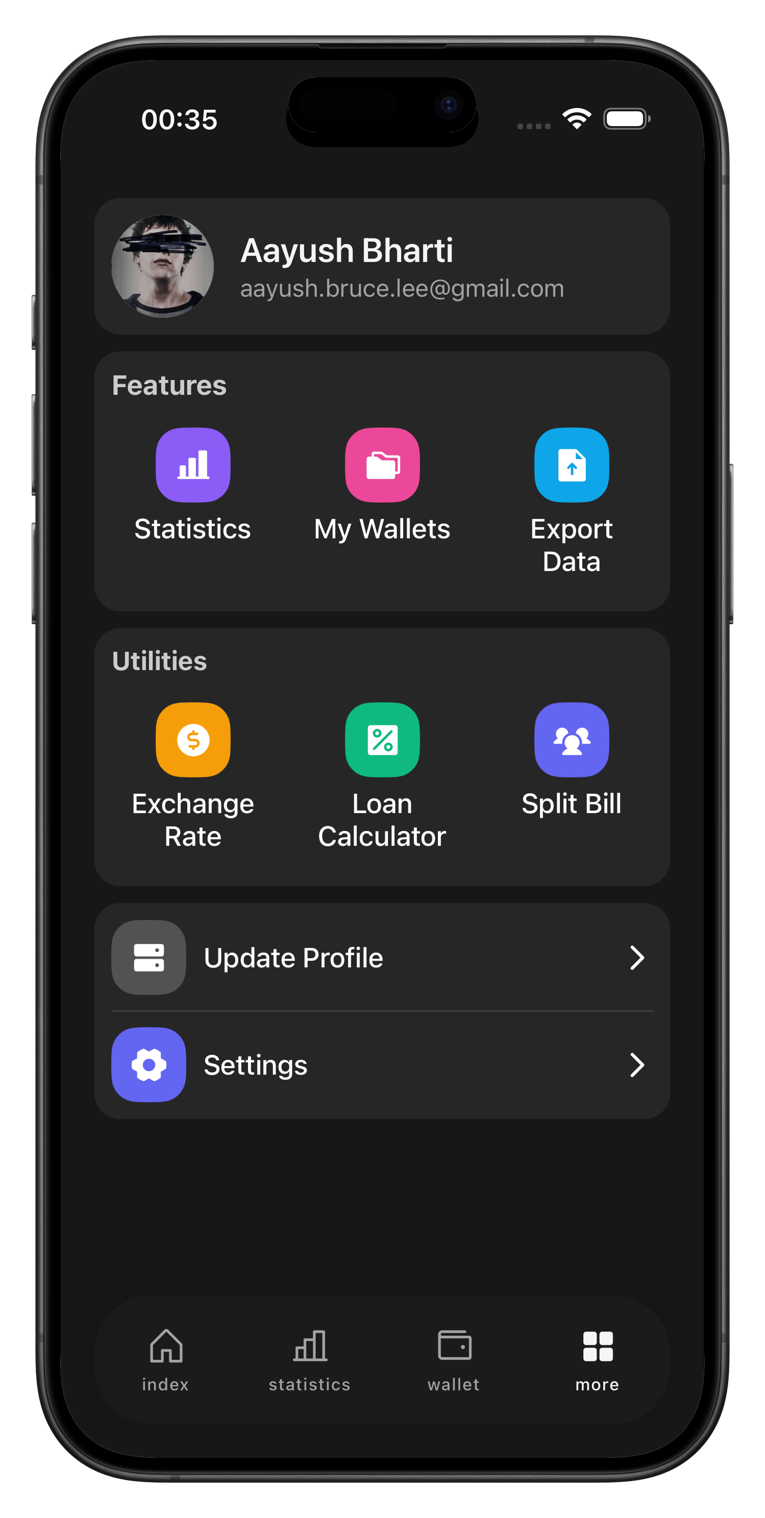 00:35
Aayush Bharti
aayush.bruce.lee@gmail.com
Features
Statistics
My Wallets
Export
Data
Utilities
Exchange
Rate
Loan
Calculator
Split Bill
Update Profile
Settings
index
statistics
wallet
more